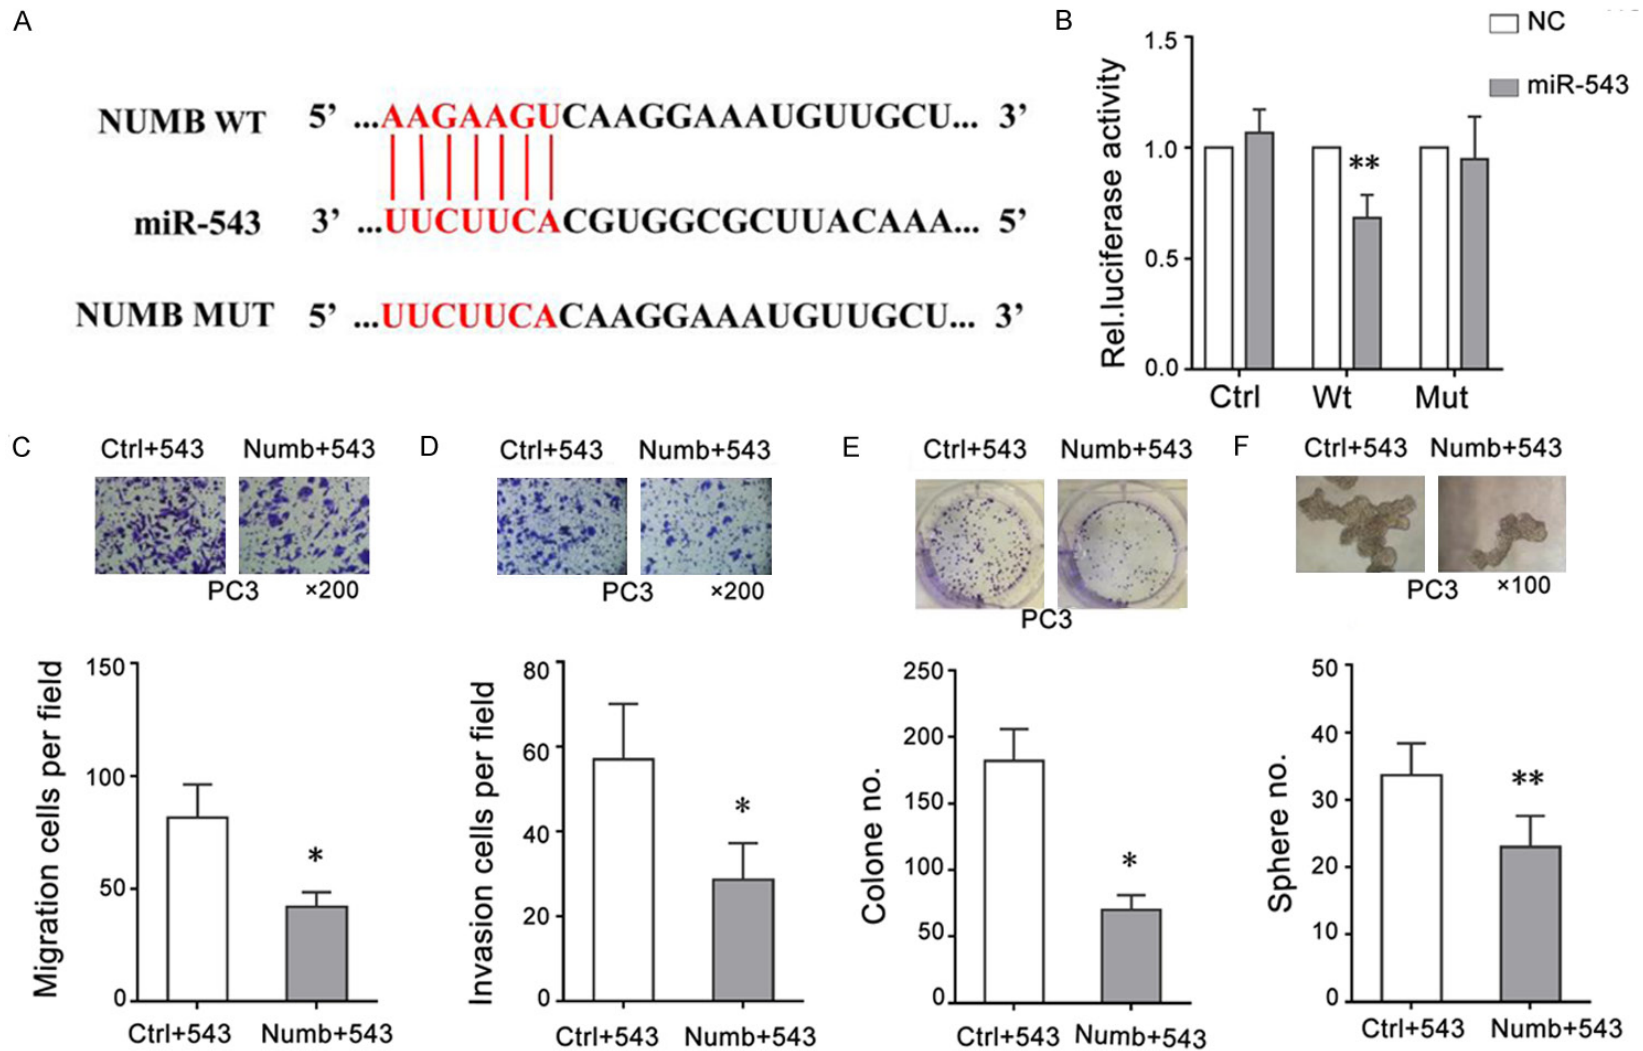 A
NUMB WT 5’ ...AAGAAGUCAAGGAAAUGUUGCU... 3’
miR-543 3’ ...UUCUUCACGUGGCGCUUACAAA... 5’
NUMB MUT 5’ ...UUCUUCACAAGGAAAUGUUGCU... 3’
B
NC
miR-543
Rel.luciferase activity
1.5
1.0
0.5
0.0
**
Ctrl Wt Mut
C
Ctrl+543 Numb+543
PC3 ×200
Migration cells per field
150
100
50
0
*
Ctrl+543 Numb+543
D
Ctrl+543 Numb+543
PC3 ×200
Invasion cells per field
80
60
40
20
0
*
Ctrl+543 Numb+543
E
Ctrl+543 Numb+543
PC3
Colone no.
250
200
150
100
50
0
*
Ctrl+543 Numb+543
F
Ctrl+543 Numb+543
PC3 ×100
Sphere no.
50
40
30
20
10
0
**
Ctrl+543 Numb+543